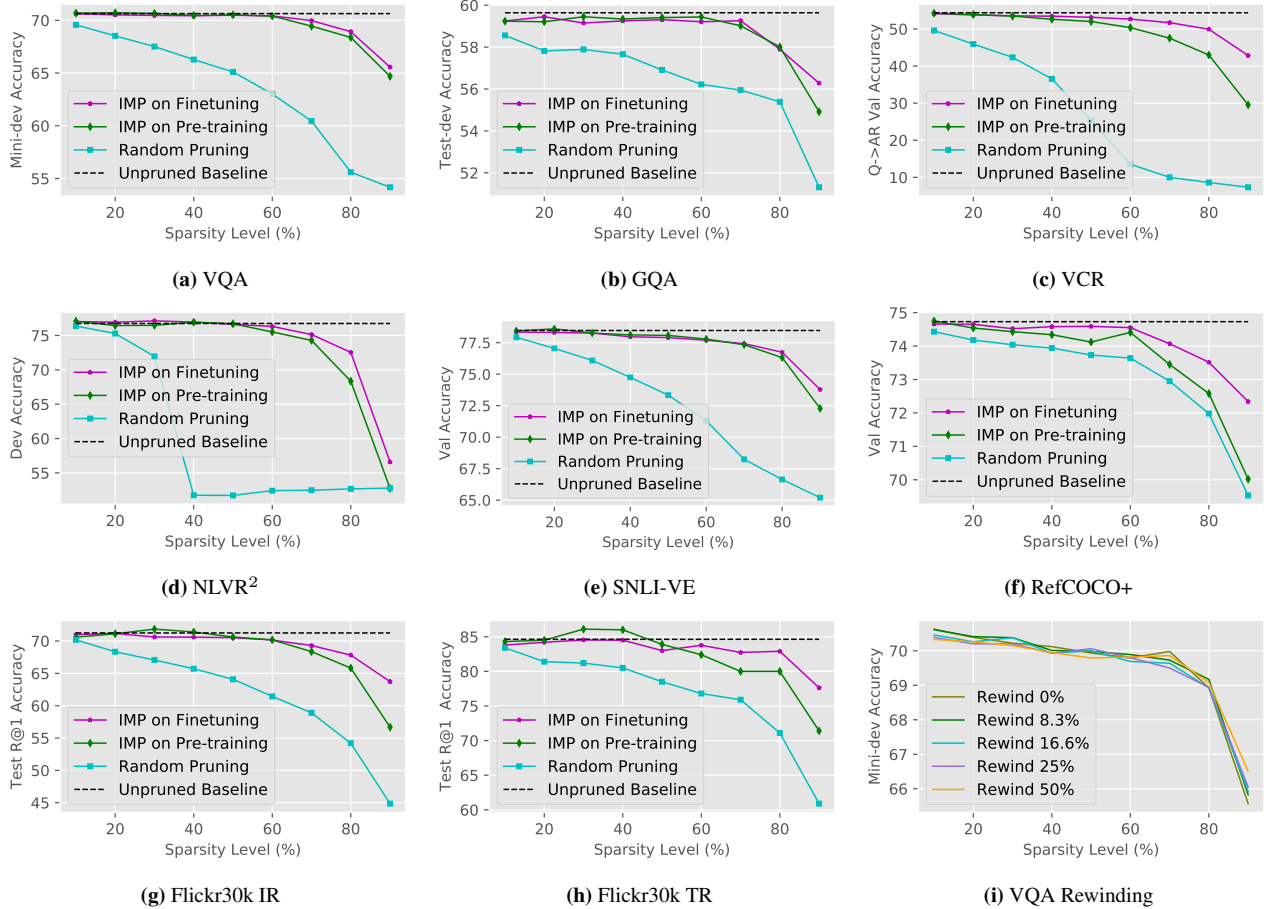 70
65
60
55
Mini-dev Accuracy
IMP on Finetuning
IMP on Pre-training
Random Pruning
Unpruned Baseline
20 40 60 80
Sparsity Level (%)
(a) VQA
60
58
56
54
52
Test-dev Accuracy
IMP on Finetuning
IMP on Pre-training
Random Pruning
Unpruned Baseline
20 40 60 80
Sparsity Level (%)
(b) GQA
50
40
30
20
10
Q->AR Val Accuracy
IMP on Finetuning
IMP on Pre-training
Random Pruning
Unpruned Baseline
20 40 60 80
Sparsity Level (%)
(c) VCR
75
70
65
60
55
Dev Accuracy
IMP on Finetuning
IMP on Pre-training
Random Pruning
Unpruned Baseline
20 40 60 80
Sparsity Level (%)
(d) NLVR²
77.5
75.0
72.5
70.0
67.5
65.0
Val Accuracy
IMP on Finetuning
IMP on Pre-training
Random Pruning
Unpruned Baseline
20 40 60 80
Sparsity Level (%)
(e) SNLI-VE
75
74
73
72
71
70
Val Accuracy
IMP on Finetuning
IMP on Pre-training
Random Pruning
Unpruned Baseline
20 40 60 80
Sparsity Level (%)
(f) RefCOCO+
70
65
60
55
50
45
Test R@1 Accuracy
IMP on Finetuning
IMP on Pre-training
Random Pruning
Unpruned Baseline
20 40 60 80
Sparsity Level (%)
(g) Flickr30k IR
85
80
75
70
65
60
Test R@1 Accuracy
IMP on Finetuning
IMP on Pre-training
Random Pruning
Unpruned Baseline
20 40 60 80
Sparsity Level (%)
(h) Flickr30k TR
70
69
68
67
66
Mini-dev Accuracy
Rewind 0%
Rewind 8.3%
Rewind 16.6%
Rewind 25%
Rewind 50%
20 40 60 80
Sparsity Level (%)
(i) VQA Rewinding